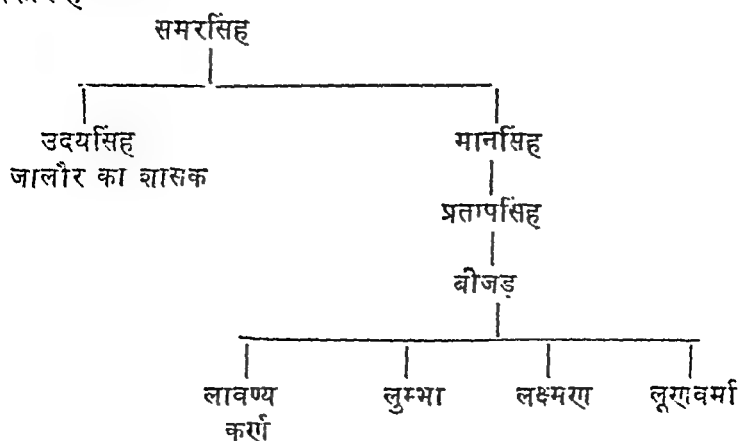 समरसिंह
उदयसिंह मानसिंह
जालौर का शासक
प्रतापसिंह
बीजड़
लावण्य लुम्भा लक्ष्मण लूणवर्मा
कर्ण